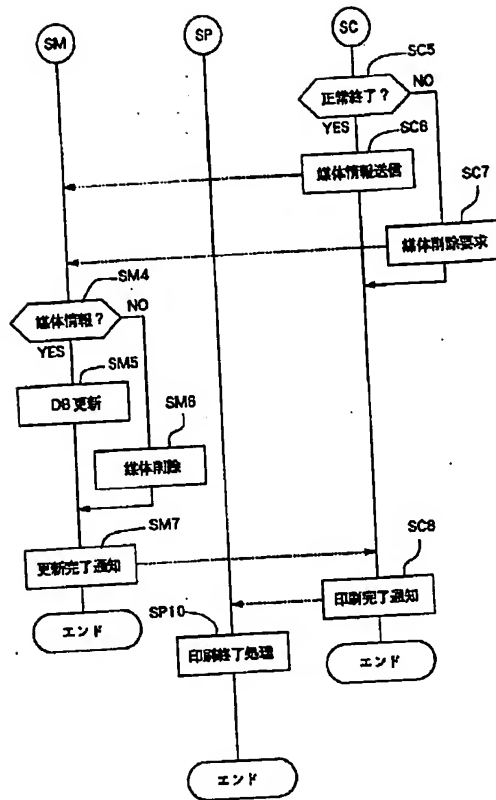 SM
SP
SC
SC5
正常終了?
NO
YES
SC6
媒体情報送信
SC7
媒体削除要求
SM4
媒体情報?
NO
YES
SM5
DB更新
SM6
媒体削除
SM7
更新完了通知
SC8
印刷完了通知
エンド
SP10
印刷終了処理
エンド
エンド